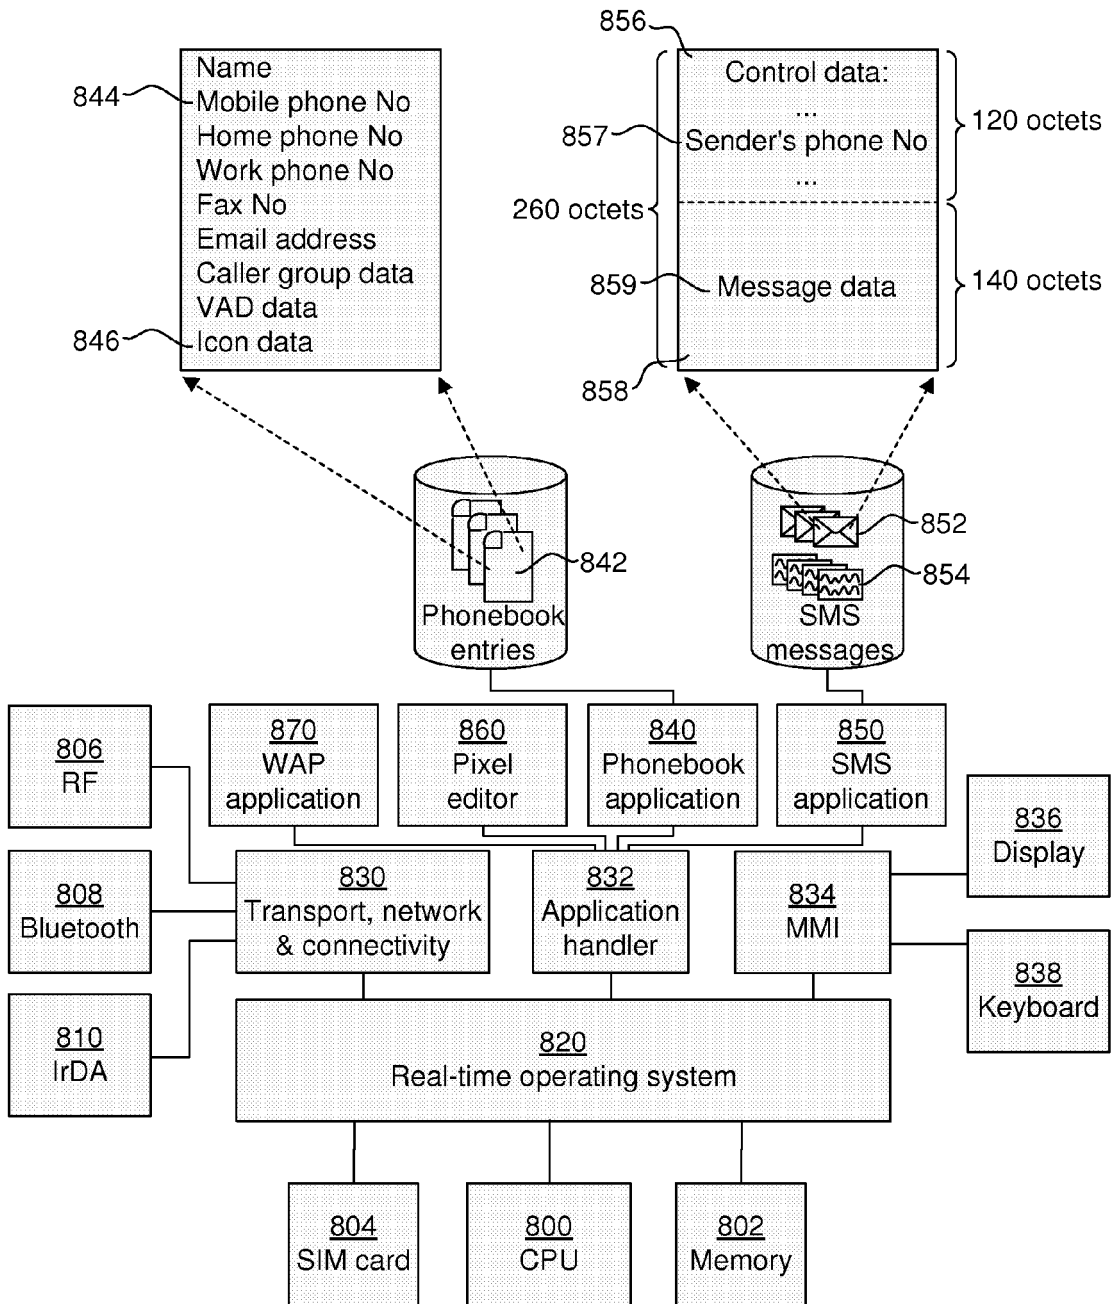 856
Name
844
Mobile phone No
Home phone No
Work phone No
Fax No
Email address
Caller group data
VAD data
846
Icon data
Control data:
...
857
Sender's phone No
...
120 octets
260 octets
859
Message data
140 octets
858
842
Phonebook
entries
852
854
SMS
messages
806
RF
870
WAP
application
860
Pixel
editor
840
Phonebook
application
850
SMS
application
836
Display
808
Bluetooth
830
Transport, network
& connectivity
832
Application
handler
834
MMI
838
Keyboard
810
IrDA
820
Real-time operating system
804
SIM card
800
CPU
802
Memory